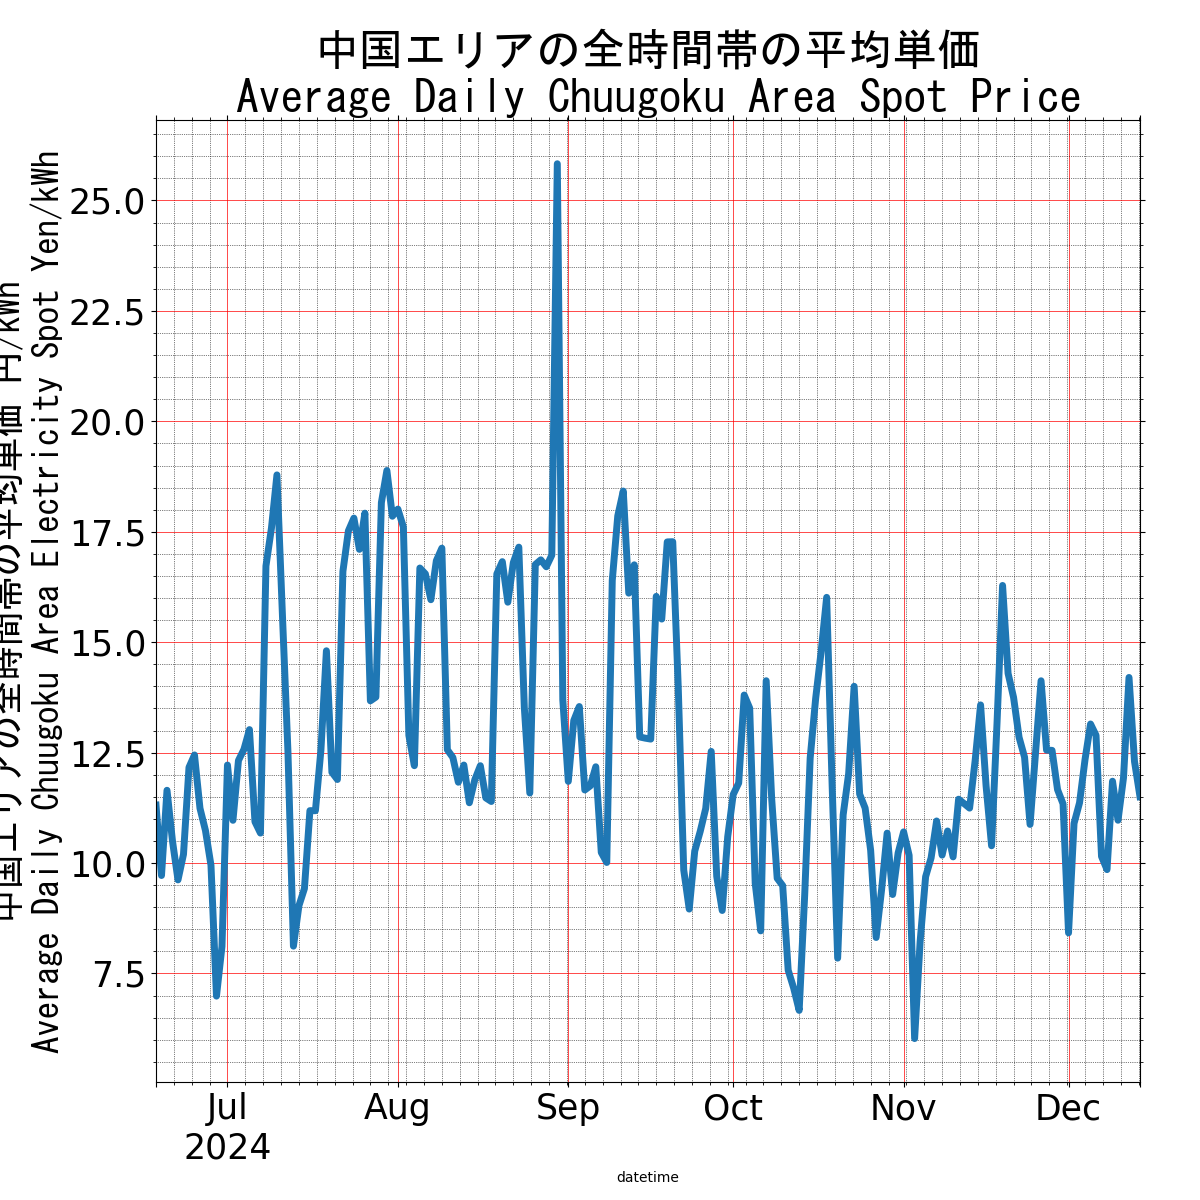 中国エリアの全時間帯の平均単価
Average Daily Chuugoku Area Spot Price
中国エリアの全時間帯の平均単価 円/kWh
Average Daily Chuugoku Area Electricity Spot Yen/kWh
25.0
22.5
20.0
17.5
15.0
12.5
10.0
7.5
Jul Aug Sep Oct Nov Dec
2024
datetime